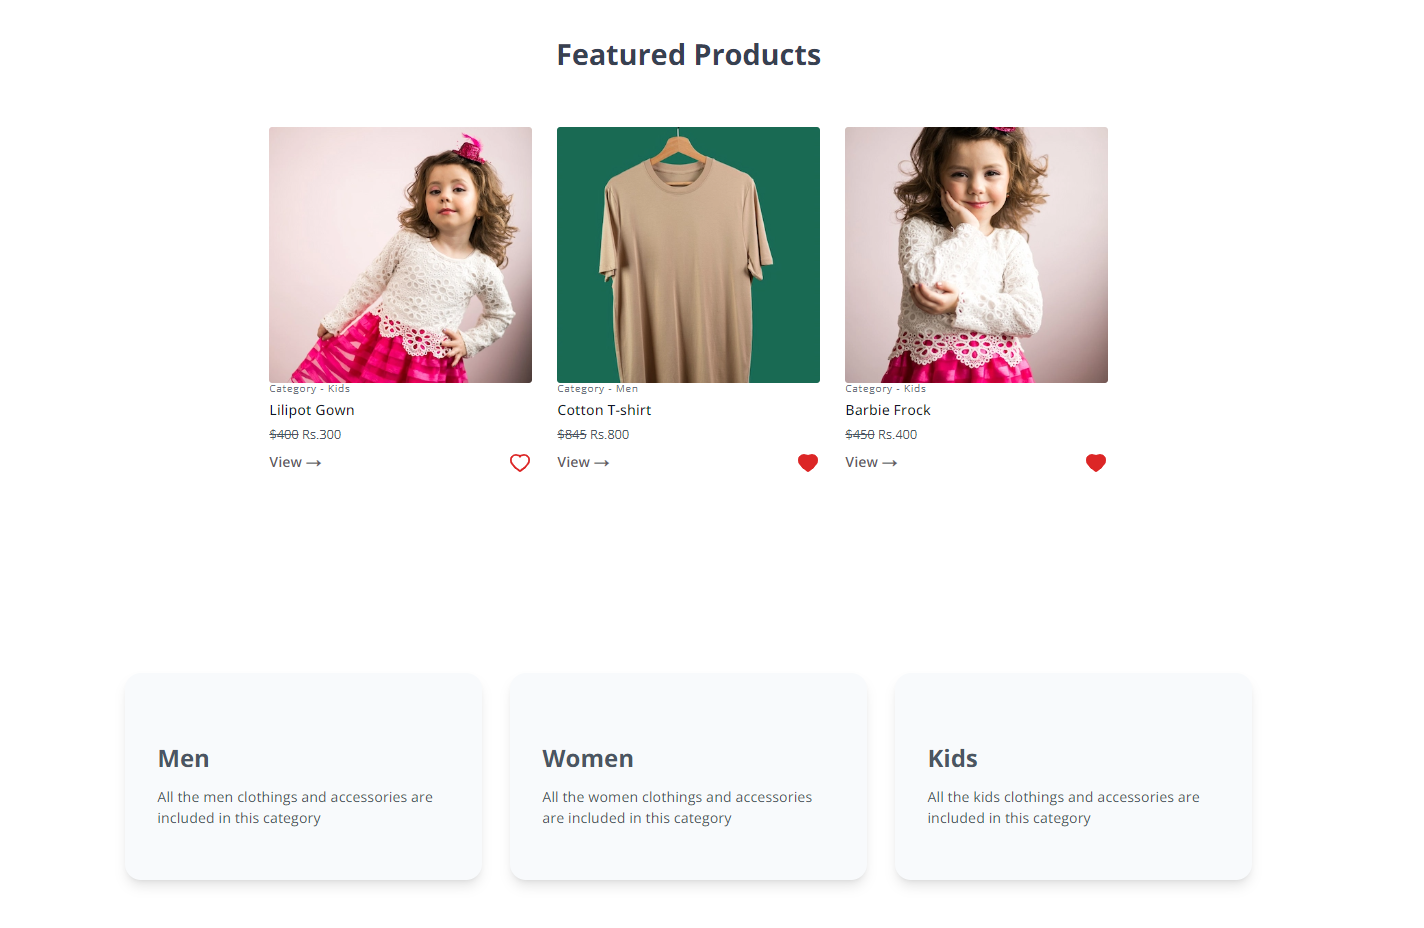 Featured Products
Category - Kids
Lilipot Gown
$400 Rs.300
View →
Category - Men
Cotton T-shirt
$845 Rs.800
View →
Category - Kids
Barbie Frock
$450 Rs.400
View →
Men
All the men clothings and accessories are
included in this category
Women
All the women clothings and accessories
are included in this category
Kids
All the kids clothings and accessories are
included in this category